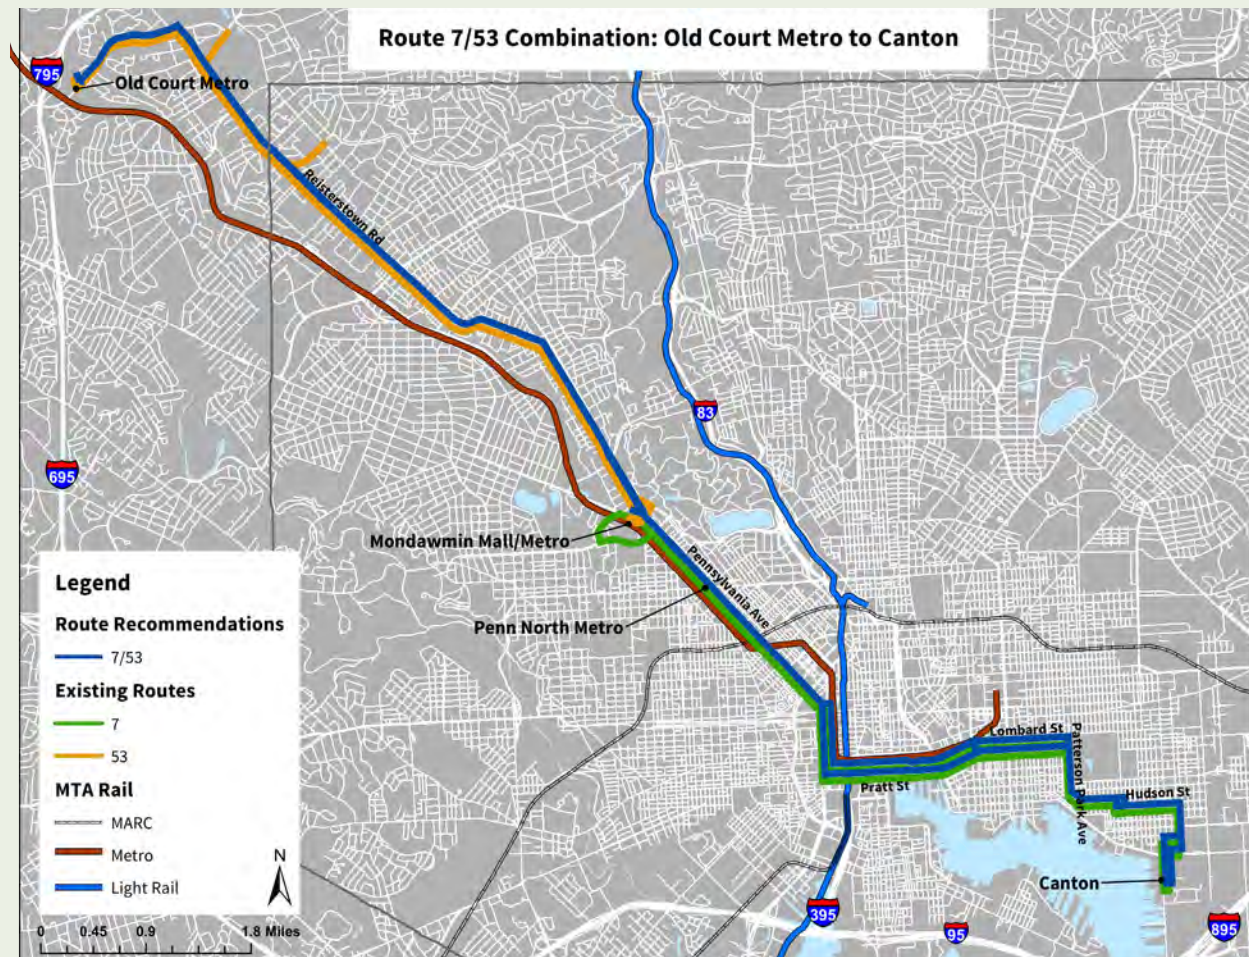 Route 7/53 Combination: Old Court Metro to Canton
795
Old Court Metro
Reisterstown Rd
83
695
Mondawmin Mall/Metro
Pennsylvania Ave
Penn North Metro
Lombard St
Patterson Park Ave
Pratt St
Hudson St
Canton
395
95
895
Legend
Route Recommendations
7/53
Existing Routes
7
53
MTA Rail
MARC
Metro
Light Rail
N
0 0.45 0.9 1.8 Miles